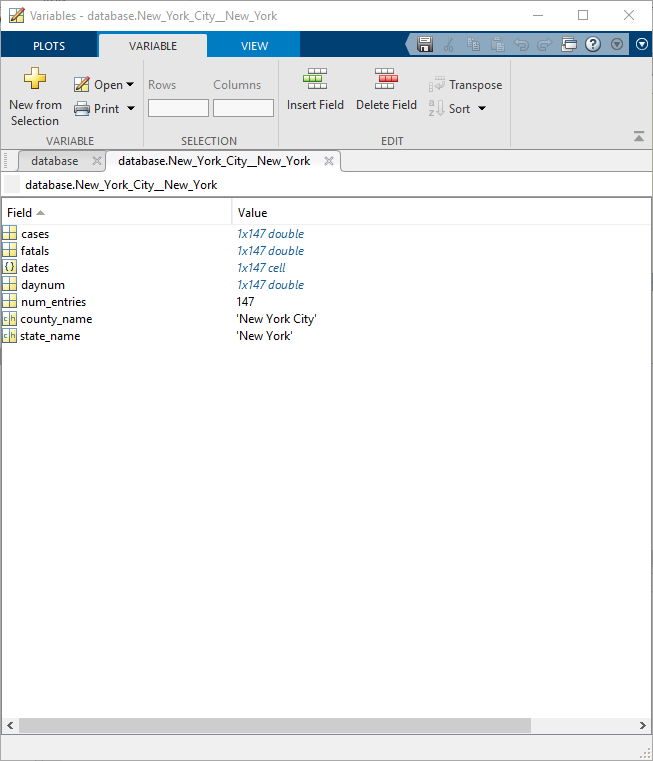 Variables - database.New_York_City__New_York
PLOTS VARIABLE VIEW
New from Selection
Open
Print
Rows Columns
Insert Field Delete Field
Transpose
Sort
VARIABLE SELECTION EDIT
database database.New_York_City__New_York
database.New_York_City__New_York
Field Value
cases 1x147 double
fatals 1x147 double
dates 1x147 cell
daynum 1x147 double
num_entries 147
county_name 'New York City'
state_name 'New York'